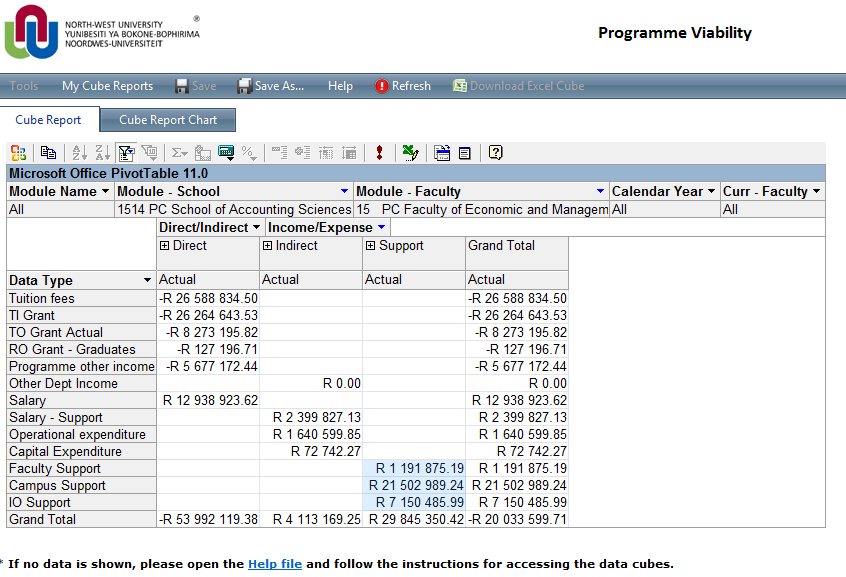 NORTH-WEST UNIVERSITY ®
YUNIBESITI YA BOKONE-BOPHIRIMA
NOORDWES-UNIVERSITEIT
Programme Viability
Tools My Cube Reports Save Save As... Help Refresh Download Excel Cube
Cube Report Cube Report Chart
Microsoft Office PivotTable 11.0
Module Name Module - School Module - Faculty Calendar Year Curr - Faculty
All 1514 PC School of Accounting Sciences 15 PC Faculty of Economic and Managem All All
Direct/Indirect Income/Expense
Direct Indirect Support Grand Total
Data Type Actual Actual Actual Actual
Tuition fees -R 26 588 834.50 -R 26 588 834.50
TI Grant -R 26 264 643.53 -R 26 264 643.53
TO Grant Actual -R 8 273 195.82 -R 8 273 195.82
RO Grant - Graduates -R 127 196.71 -R 127 196.71
Programme other income -R 5 677 172.44 -R 5 677 172.44
Other Dept Income R 0.00 R 0.00
Salary R 12 938 923.62 R 12 938 923.62
Salary - Support R 2 399 827.13 R 2 399 827.13
Operational expenditure R 1 640 599.85 R 1 640 599.85
Capital Expenditure R 72 742.27 R 72 742.27
Faculty Support R 1 191 875.19 R 1 191 875.19
Campus Support R 21 502 989.24 R 21 502 989.24
IO Support R 7 150 485.99 R 7 150 485.99
Grand Total -R 53 992 119.38 R 4 113 169.25 R 29 845 350.42 -R 20 033 599.71
* If no data is shown, please open the Help file and follow the instructions for accessing the data cubes.